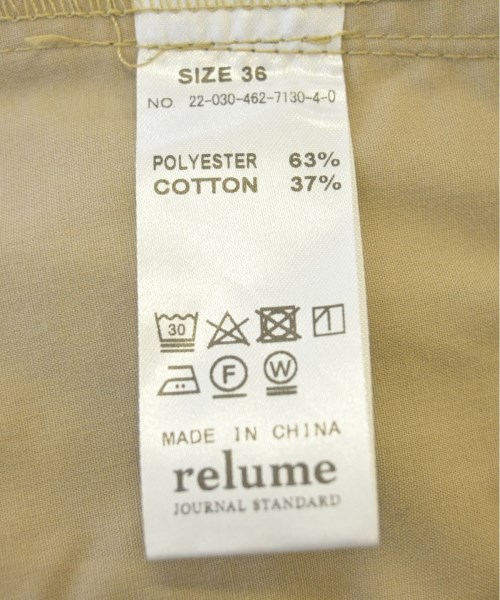 SIZE 36
NO. 22-030-462-7130-4-0
POLYESTER 63%
COTTON 37%
30
F W
MADE IN CHINA
relume
JOURNAL STANDARD